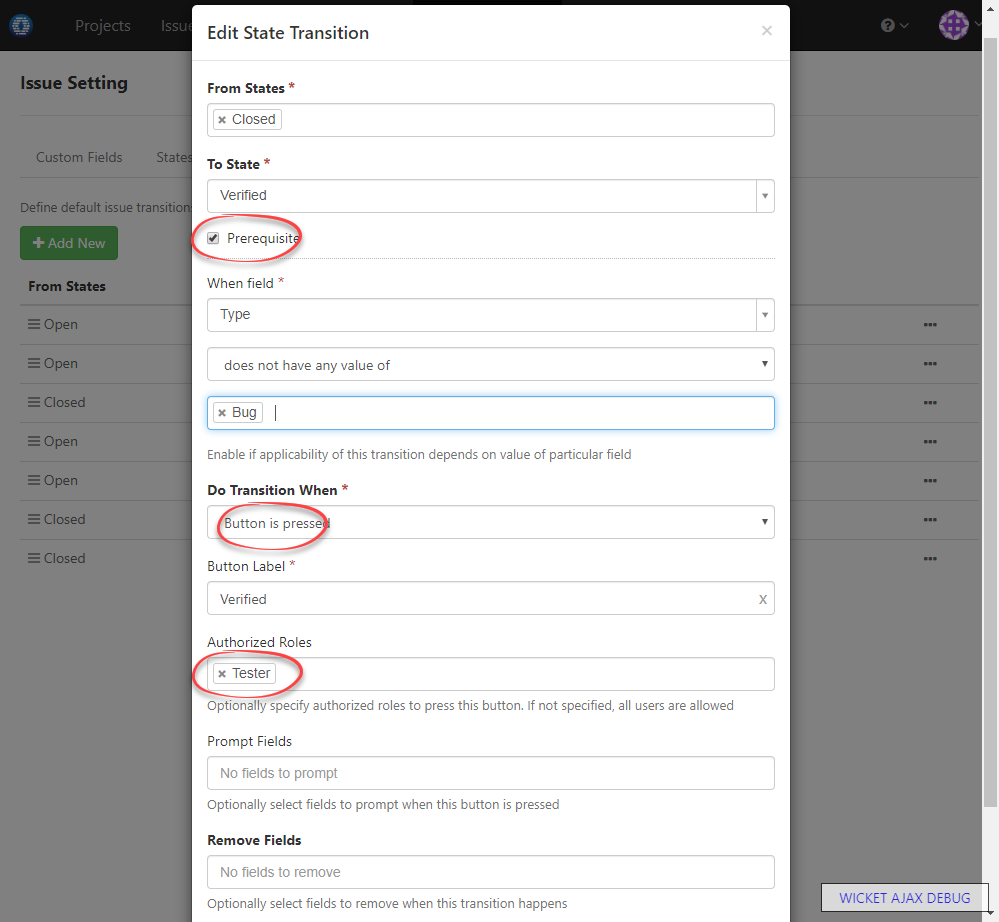 Projects
Issue
Edit State Transition
×
Issue Setting
From States *
× Closed
Custom Fields
States
To State *
Verified
Define default issue transition
Prerequisite
+ Add New
When field *
From States
Type
Open
does not have any value of
Open
× Bug
Closed
Open
Enable if applicability of this transition depends on value of particular field
Open
Do Transition When *
Closed
Button is pressed
Closed
Button Label *
Verified
X
Authorized Roles
× Tester
Optionally specify authorized roles to press this button. If not specified, all users are allowed
Prompt Fields
No fields to prompt
Optionally select fields to prompt when this button is pressed
Remove Fields
No fields to remove
Optionally select fields to remove when this transition happens
WICKET AJAX DEBUG